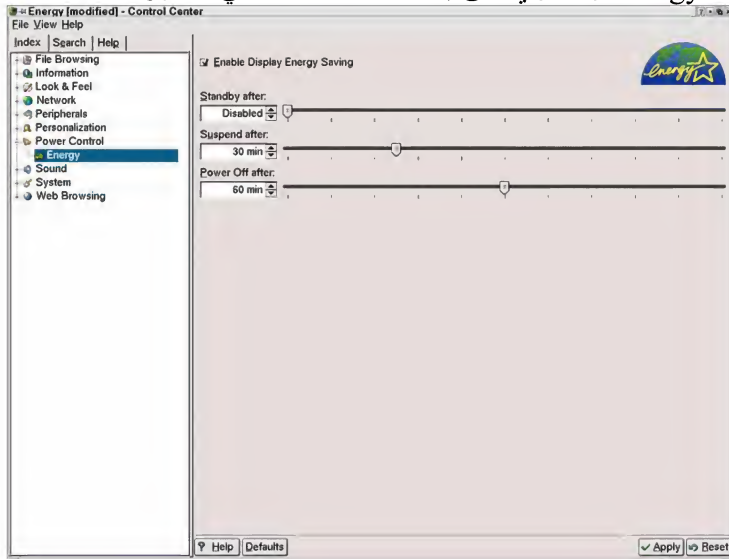 Energy [modified] - Control Center
File View Help
Index Search Help
File Browsing
Information
Look & Feel
Network
Peripherals
Personalization
Power Control
Energy
Sound
System
Web Browsing
Enable Display Energy Saving
energy
Standby after:
Disabled
Suspend after:
30 min
Power Off after:
60 min
? Help Defaults
Apply Reset